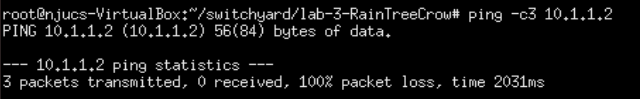 root@njucs-VirtualBox:~/switchyard/lab-3-RainTreeCrow# ping -c3 10.1.1.2
PING 10.1.1.2 (10.1.1.2) 56(84) bytes of data.
--- 10.1.1.2 ping statistics ---
3 packets transmitted, 0 received, 100% packet loss, time 2031ms